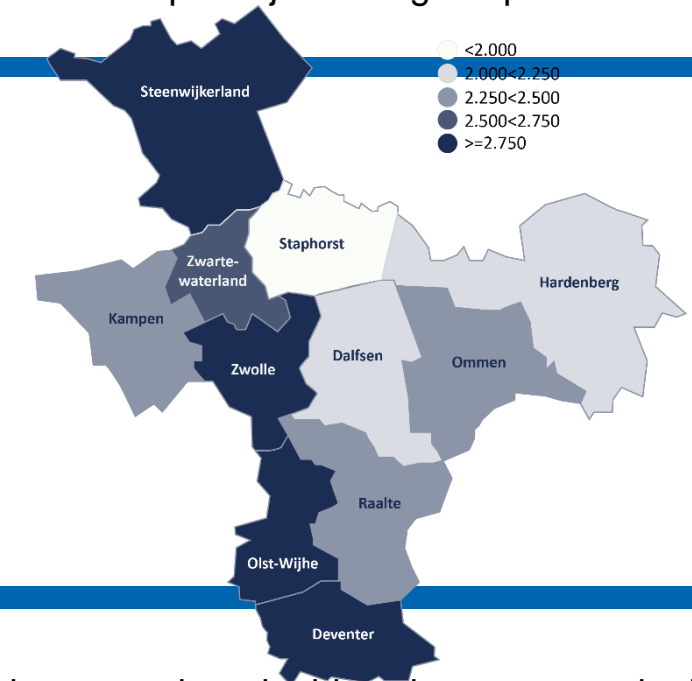 <2.000
2.000<2.250
2.250<2.500
2.500<2.750
>=2.750
Steenwijkerland
Staphorst
Zwarte-
waterland
Hardenberg
Kampen
Dalfsen
Ommen
Zwolle
Raalte
Olst-Wijhe
Deventer